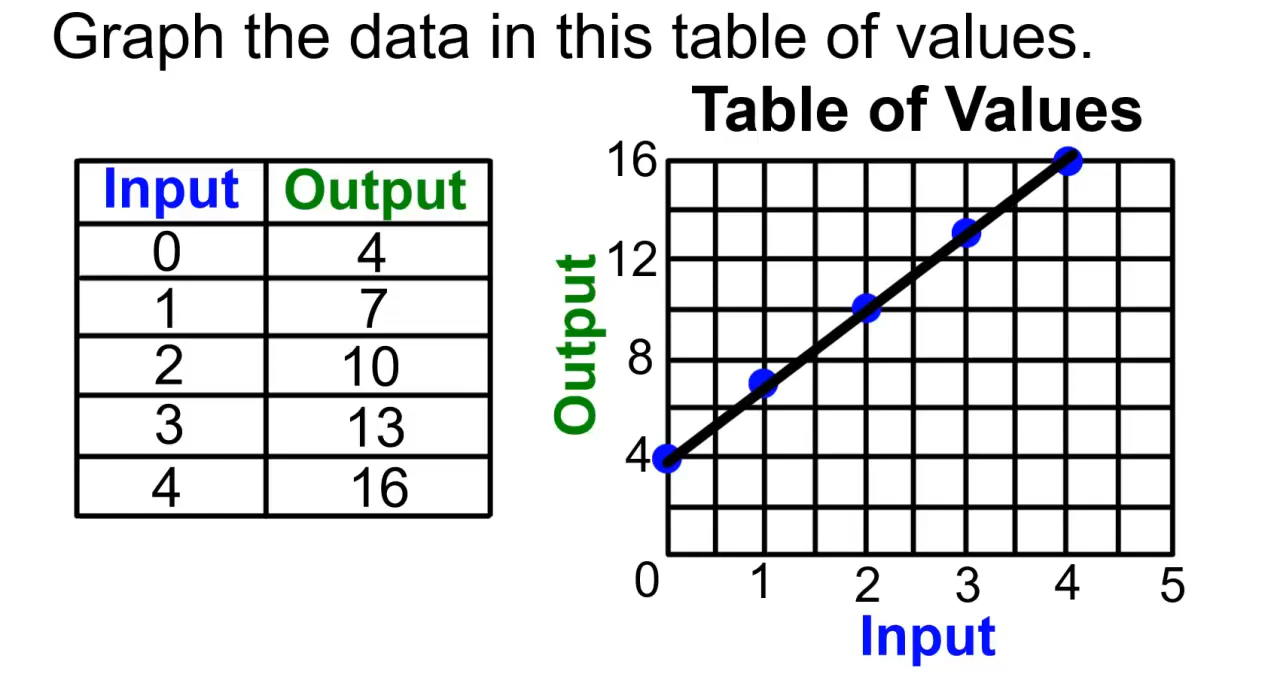 Graph the data in this table of values.
Input Output
0 4
1 7
2 10
3 13
4 16
Table of Values
Output
16
12
8
4
0 1 2 3 4 5
Input